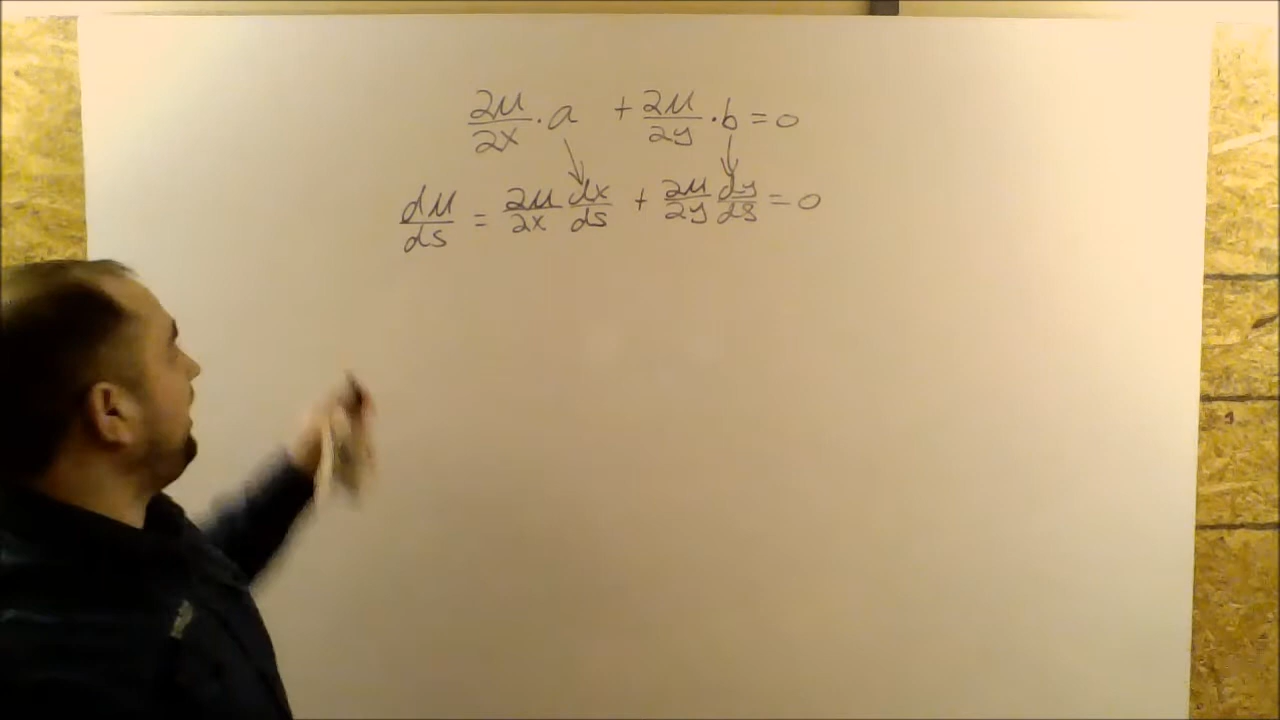 ∂u/∂x · a + ∂u/∂y · b = 0
du/ds = ∂u/∂x dx/ds + ∂u/∂y dy/ds = 0